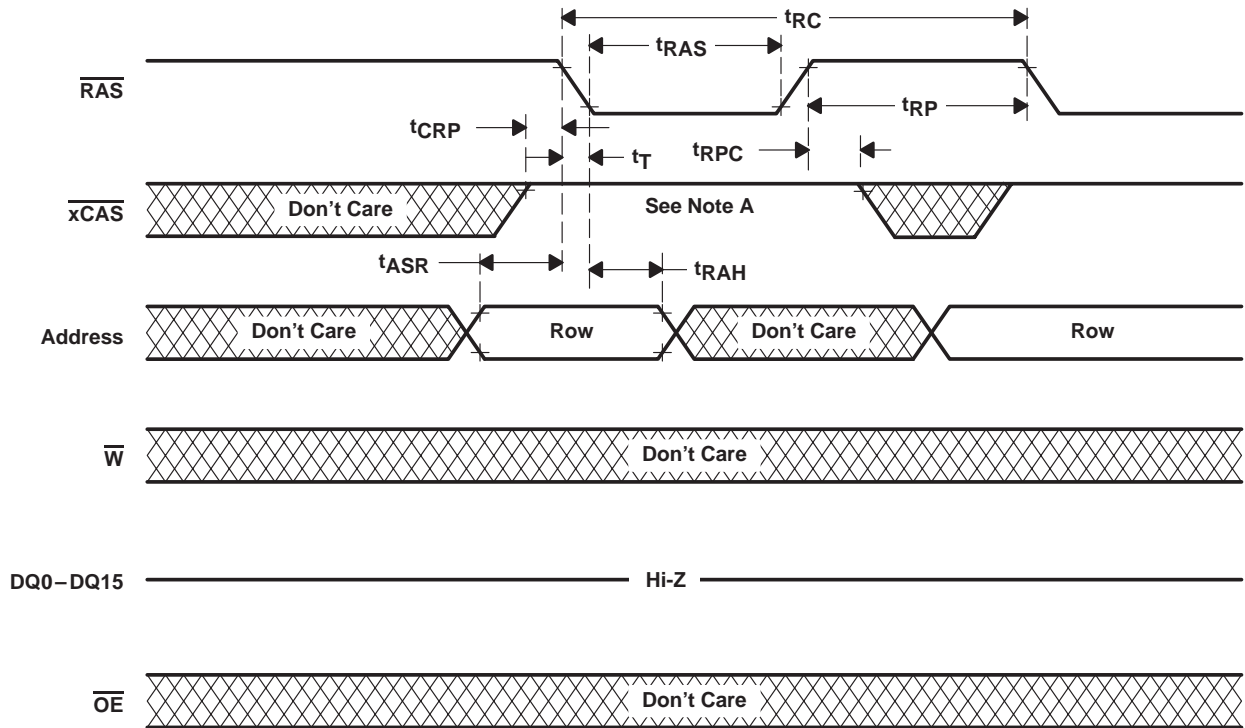 tRC
tRAS
RAS
tCRP
tRP
tT
tRPC
xCAS
Don't Care
See Note A
tASR
tRAH
Address
Don't Care
Row
Don't Care
Row
W
Don't Care
DQ0–DQ15
Hi-Z
OE
Don't Care